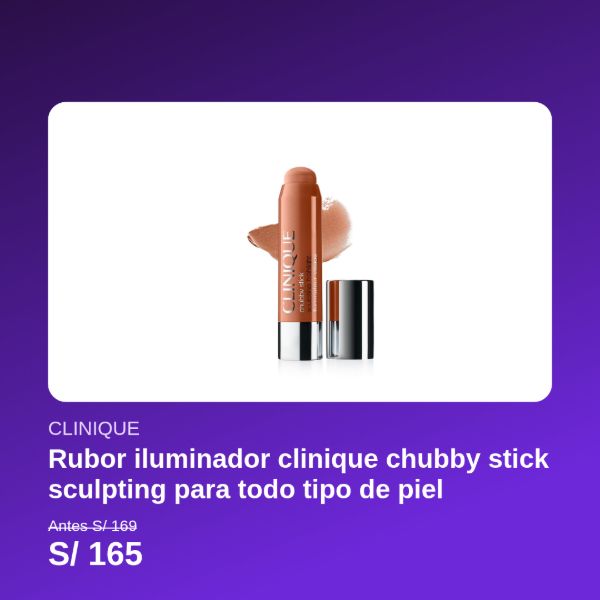 CLINIQUE
chubby stick
CLINIQUE
Rubor iluminador clinique chubby stick
sculpting para todo tipo de piel
Antes S/ 169
S/ 165